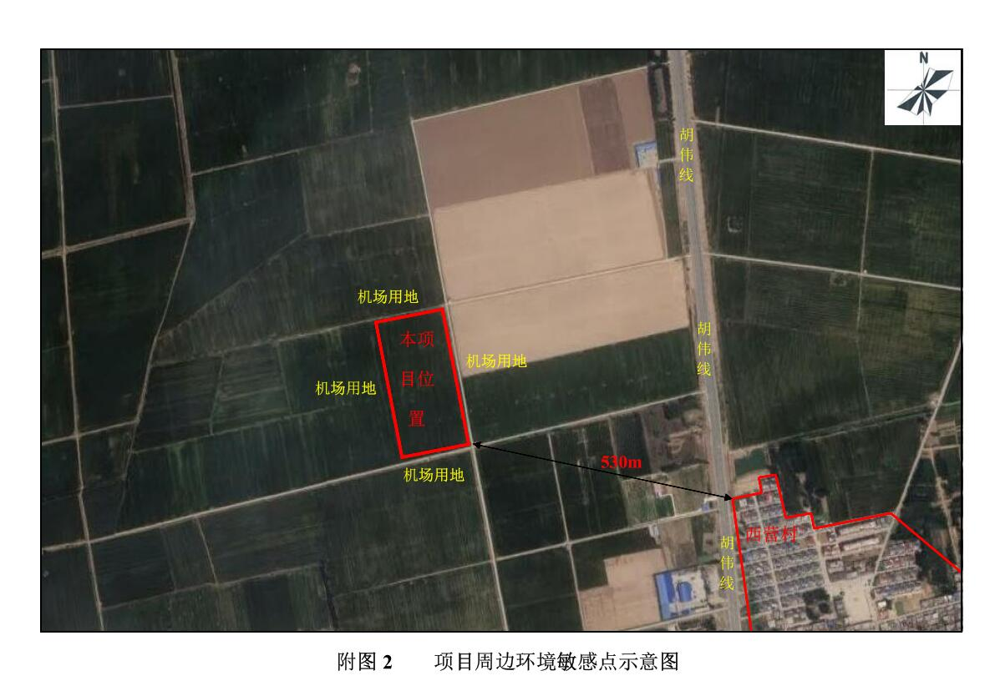 N
胡伟线
机场用地
本项
目位
置
胡伟线
机场用地
机场用地
530m
机场用地
西营村
胡伟线
附图 2 项目周边环境敏感点示意图